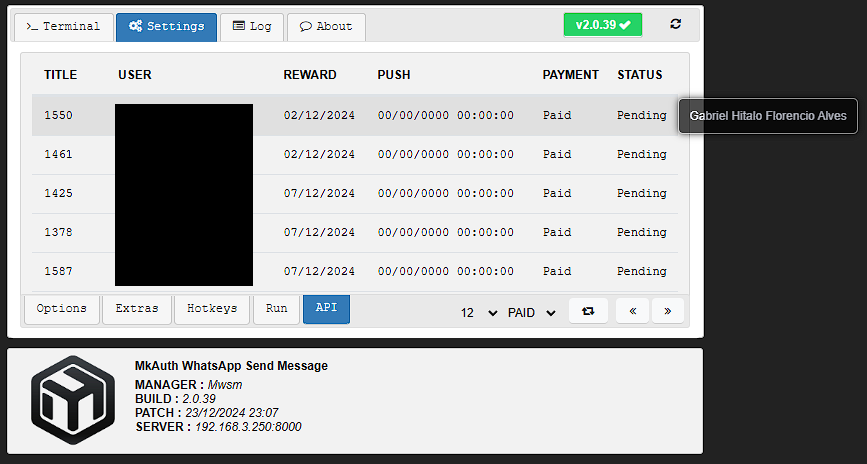 >_ Terminal Settings Log About v2.0.39
TITLE USER REWARD PUSH PAYMENT STATUS
1550 02/12/2024 00/00/0000 00:00:00 Paid Pending
Gabriel Hitalo Florencio Alves
1461 02/12/2024 00/00/0000 00:00:00 Paid Pending
1425 07/12/2024 00/00/0000 00:00:00 Paid Pending
1378 07/12/2024 00/00/0000 00:00:00 Paid Pending
1587 07/12/2024 00/00/0000 00:00:00 Paid Pending
Options Extras Hotkeys Run API 12 PAID « »
MkAuth WhatsApp Send Message
MANAGER : Mwsm
BUILD : 2.0.39
PATCH : 23/12/2024 23:07
SERVER : 192.168.3.250:8000